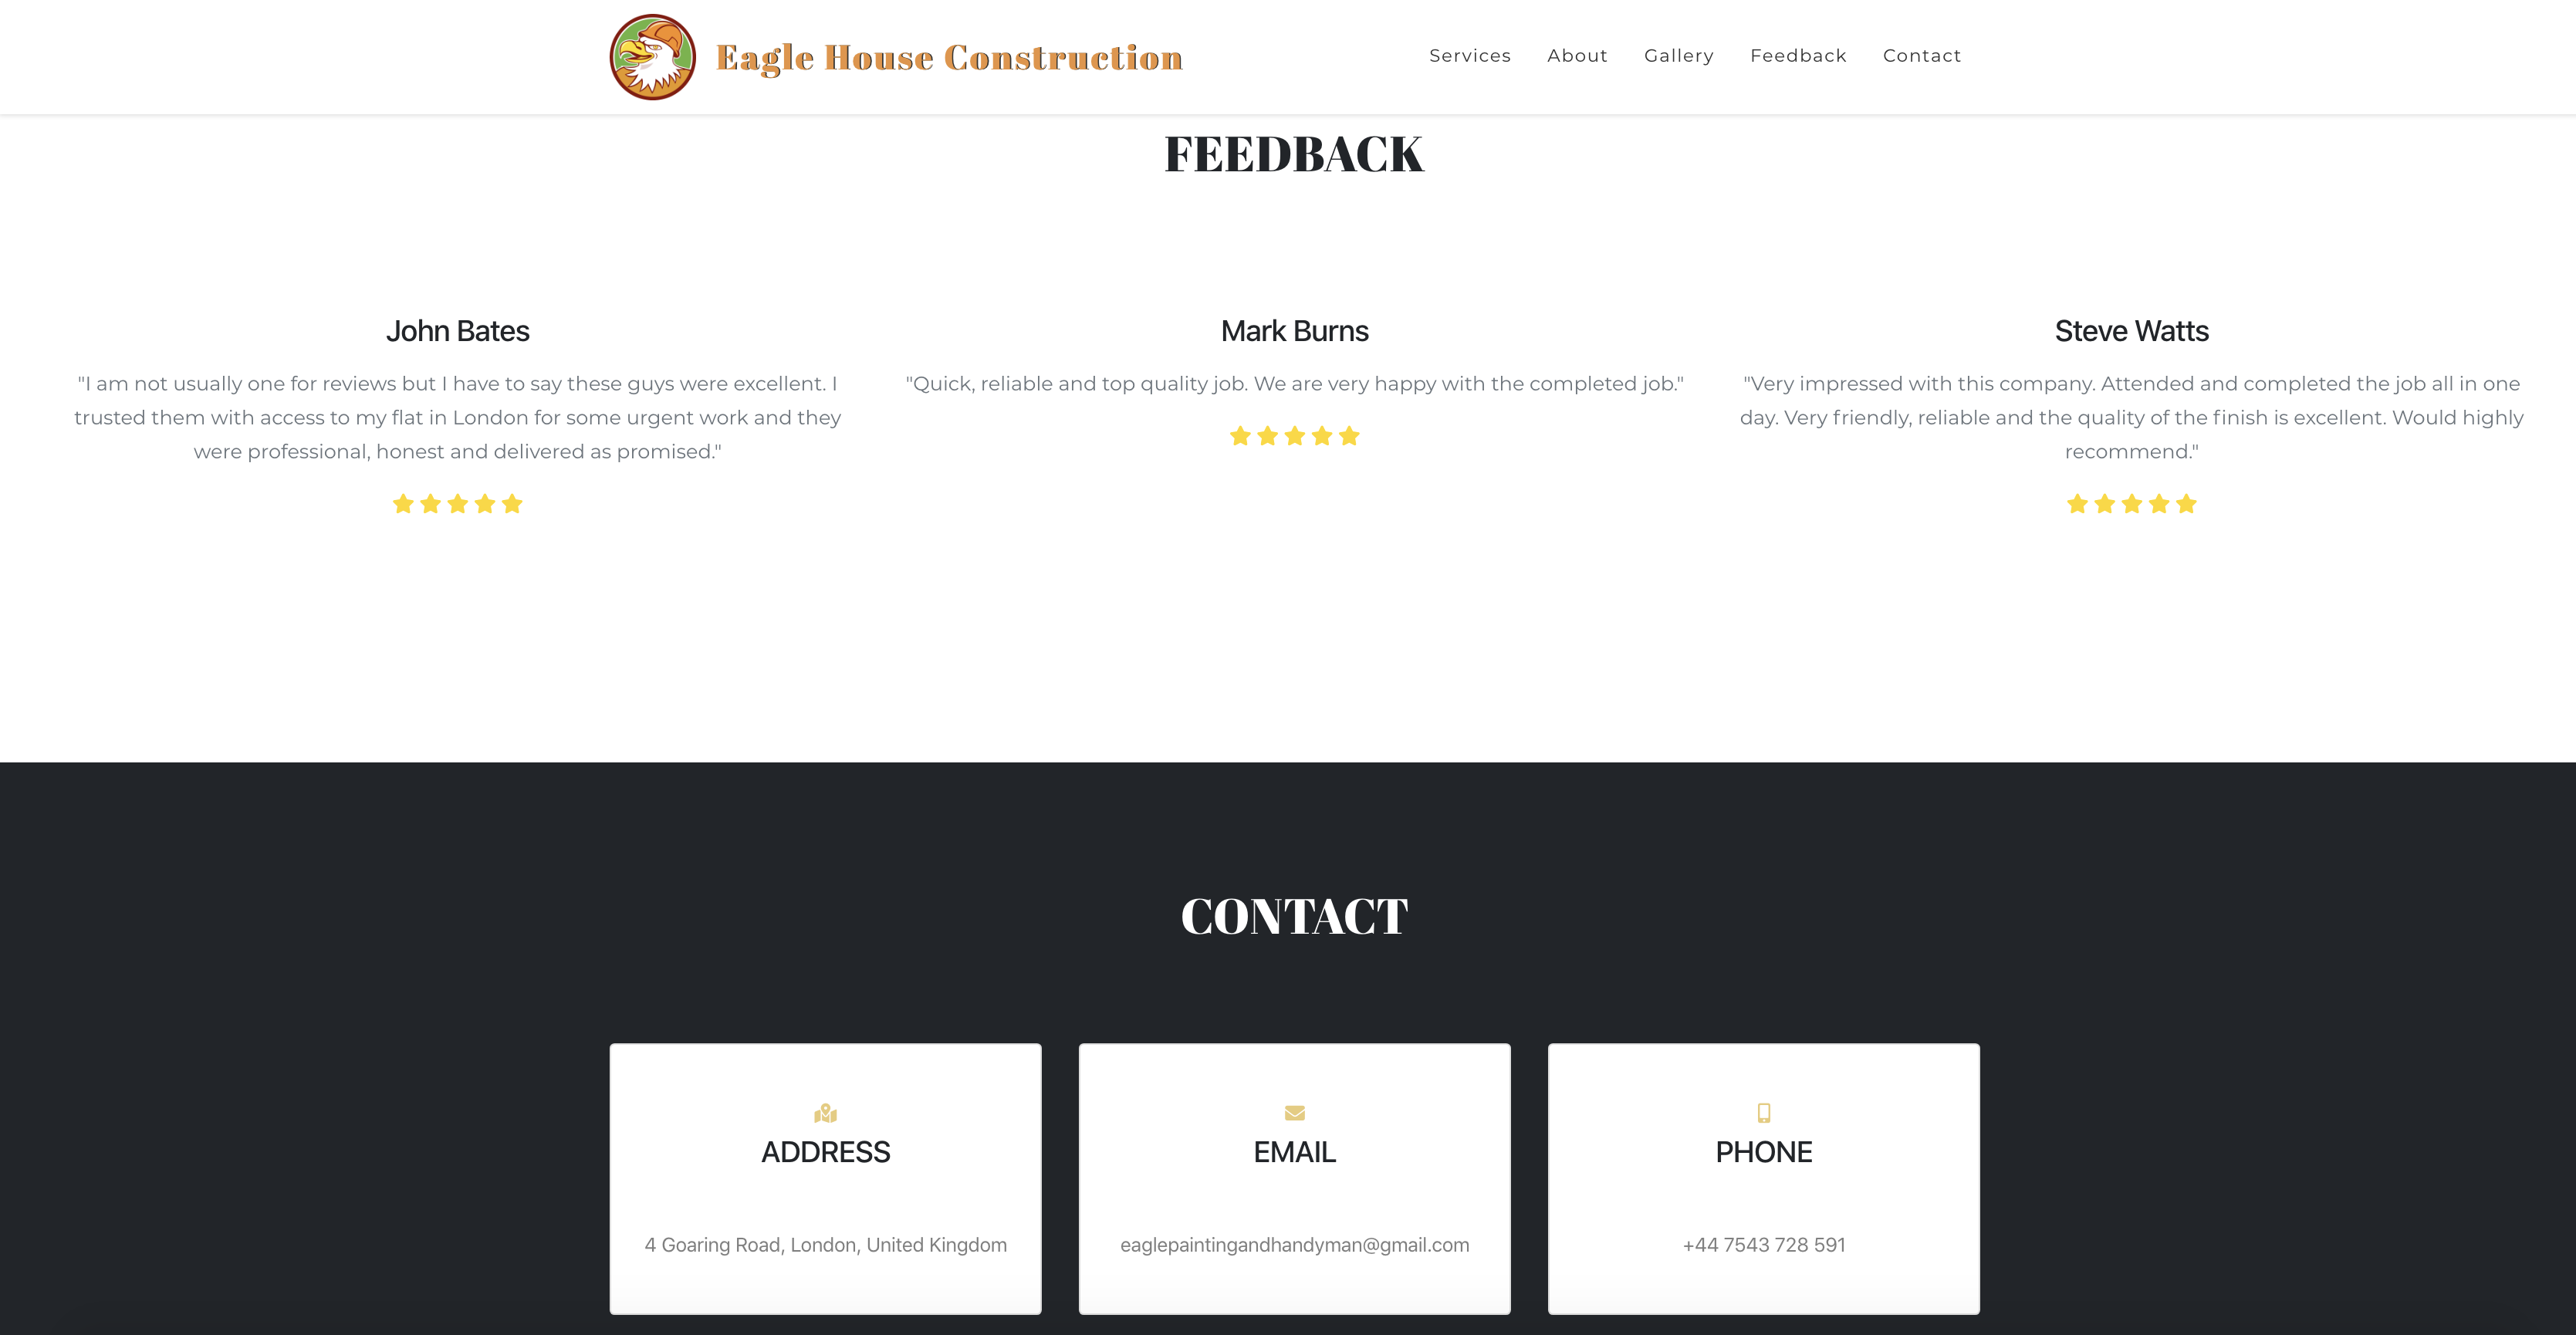 Eagle House Construction
Services
About
Gallery
Feedback
Contact
FEEDBACK
John Bates
"I am not usually one for reviews but I have to say these guys were excellent. I
trusted them with access to my flat in London for some urgent work and they
were professional, honest and delivered as promised."
Mark Burns
"Quick, reliable and top quality job. We are very happy with the completed job."
Steve Watts
"Very impressed with this company. Attended and completed the job all in one
day. Very friendly, reliable and the quality of the finish is excellent. Would highly
recommend."
CONTACT
ADDRESS
4 Goaring Road, London, United Kingdom
EMAIL
eaglepaintingandhandyman@gmail.com
PHONE
+44 7543 728 591